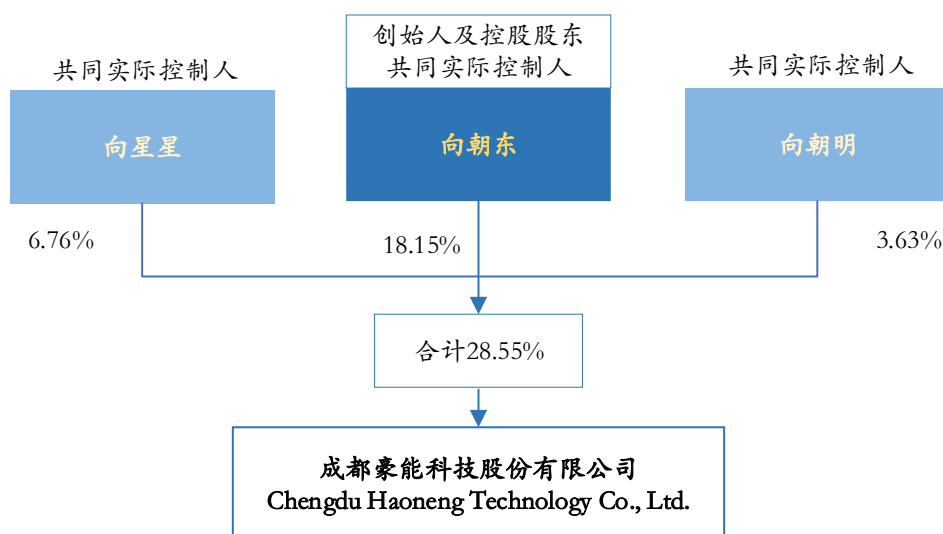 创始人及控股股东
共同实际控制人
共同实际控制人
共同实际控制人
向星星
向朝东
向朝明
6.76%
18.15%
3.63%
合计28.55%
成都豪能科技股份有限公司
Chengdu Haoneng Technology Co., Ltd.